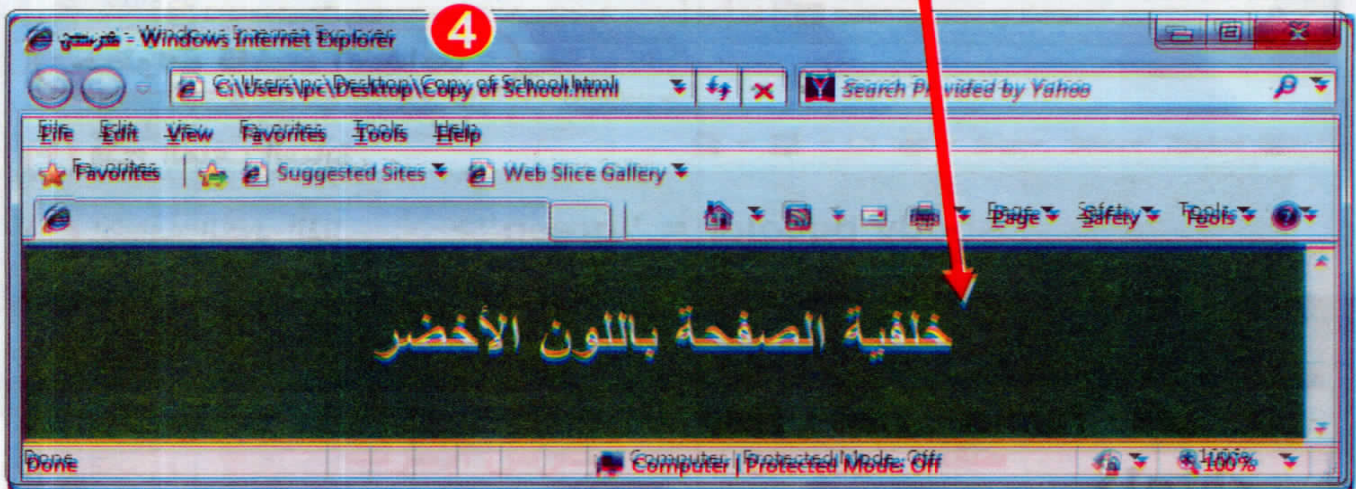 4
مدرستي - Windows Internet Explorer
C:\Users\pc\Desktop\Copy of School.html Search Provided by Yahoo
File Edit View Favorites Tools Help
Favorites Suggested Sites Web Slice Gallery
Page Safety Tools
خلفية الصفحة باللون الأخضر
Done Computer | Protected Mode: Off 100%